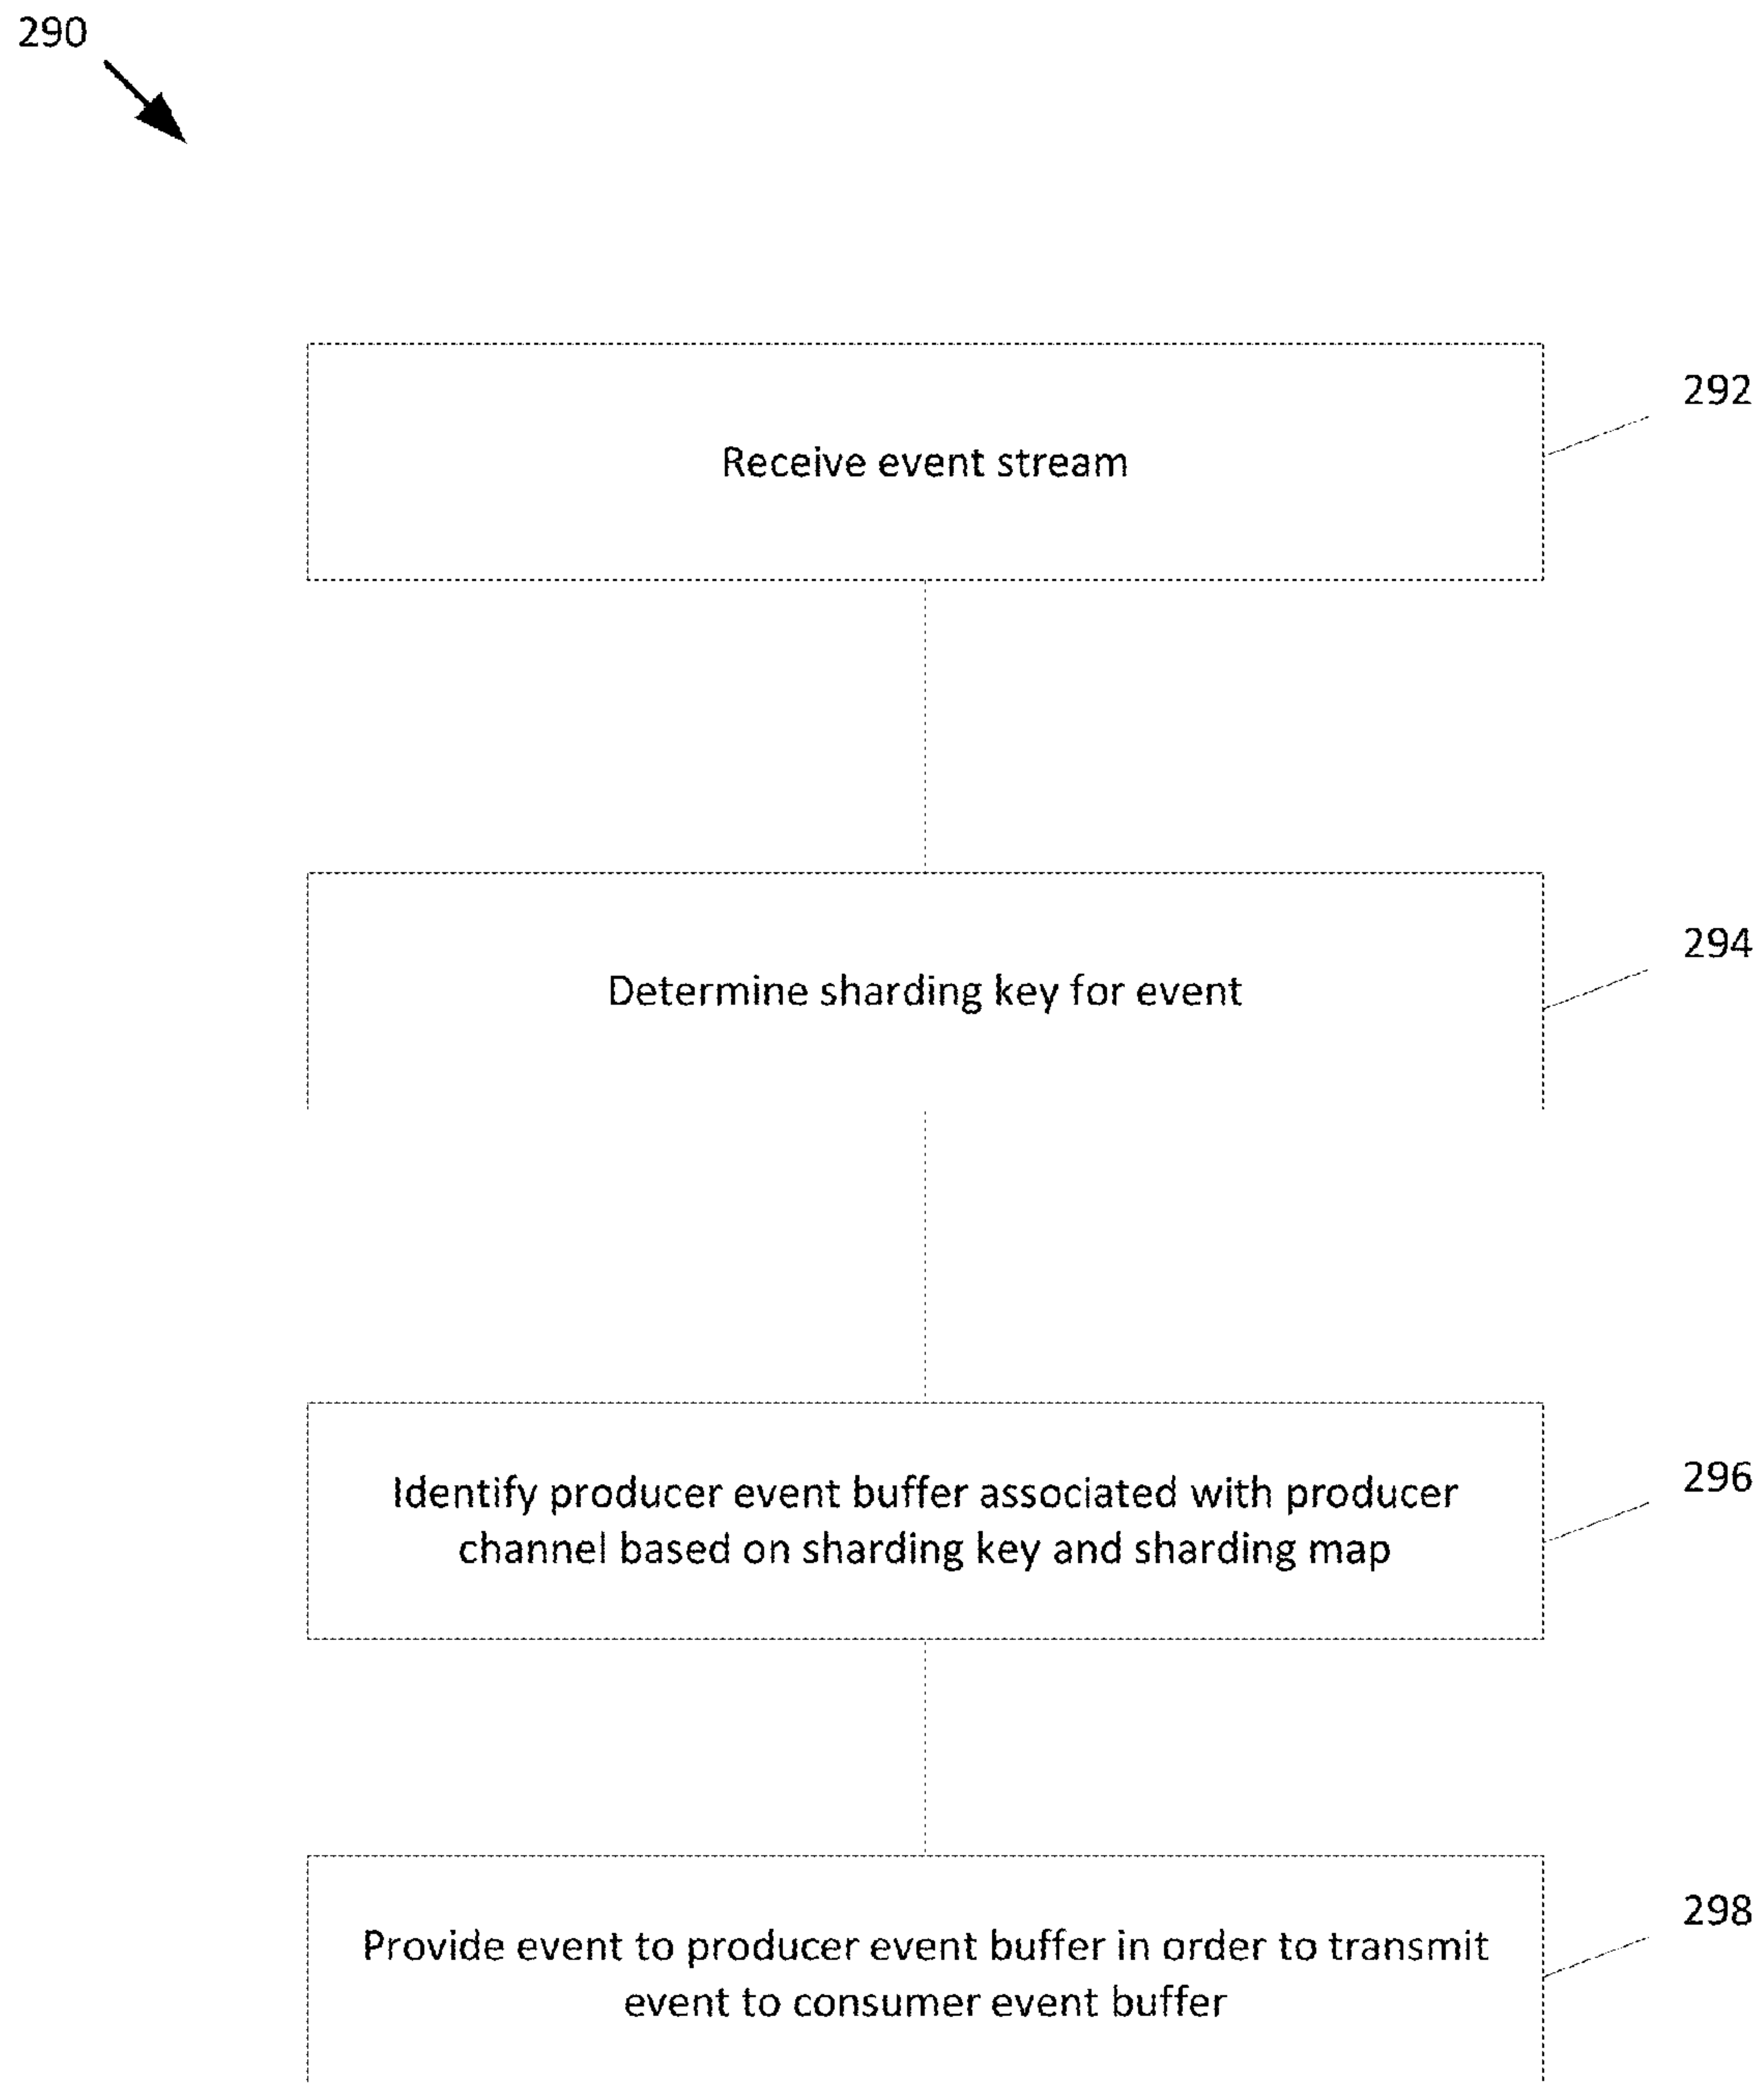 290
292
Receive event stream
294
Determine sharding key for event
296
Identify producer event buffer associated with producer
channel based on sharding key and sharding map
298
Provide event to producer event buffer in order to transmit
event to consumer event buffer